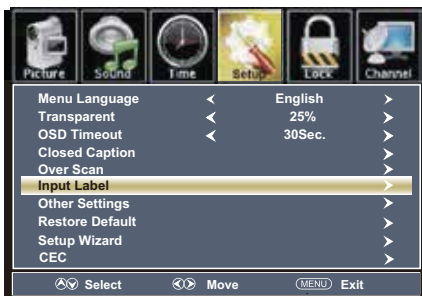 Picture Sound Time Setup Lock Channel
Menu Language English
Transparent 25%
OSD Timeout 30Sec.
Closed Caption
Over Scan
Input Label
Other Settings
Restore Default
Setup Wizard
CEC
Select Move MENU Exit